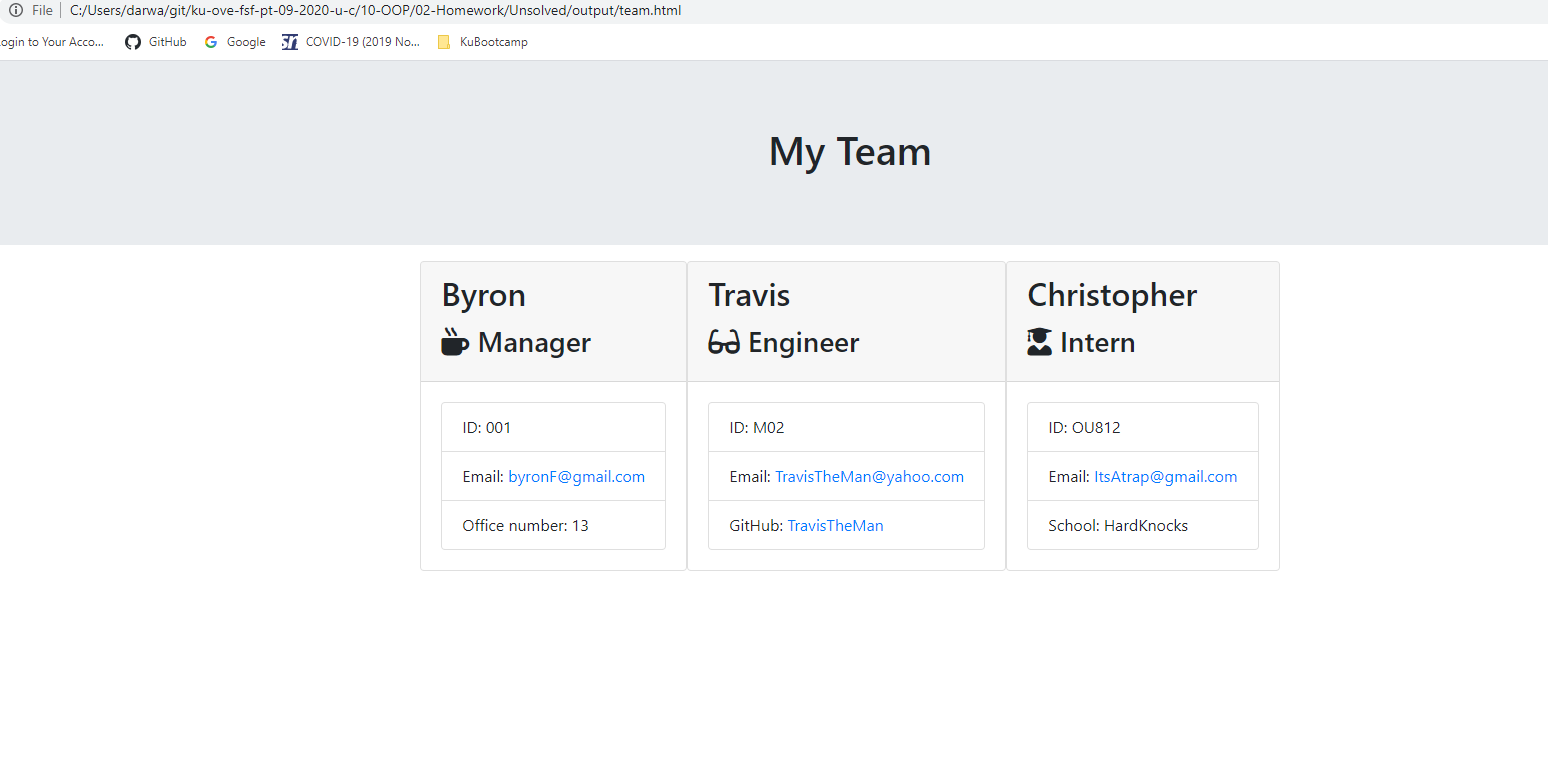 File C:/Users/darwa/git/ku-ove-fsf-pt-09-2020-u-c/10-OOP/02-Homework/Unsolved/output/team.html
ogin to Your Acco... GitHub Google COVID-19 (2019 No... KuBootcamp
My Team
Byron
Manager
ID: 001
Email: byronF@gmail.com
Office number: 13
Travis
Engineer
ID: M02
Email: TravisTheMan@yahoo.com
GitHub: TravisTheMan
Christopher
Intern
ID: OU812
Email: ItsAtrap@gmail.com
School: HardKnocks